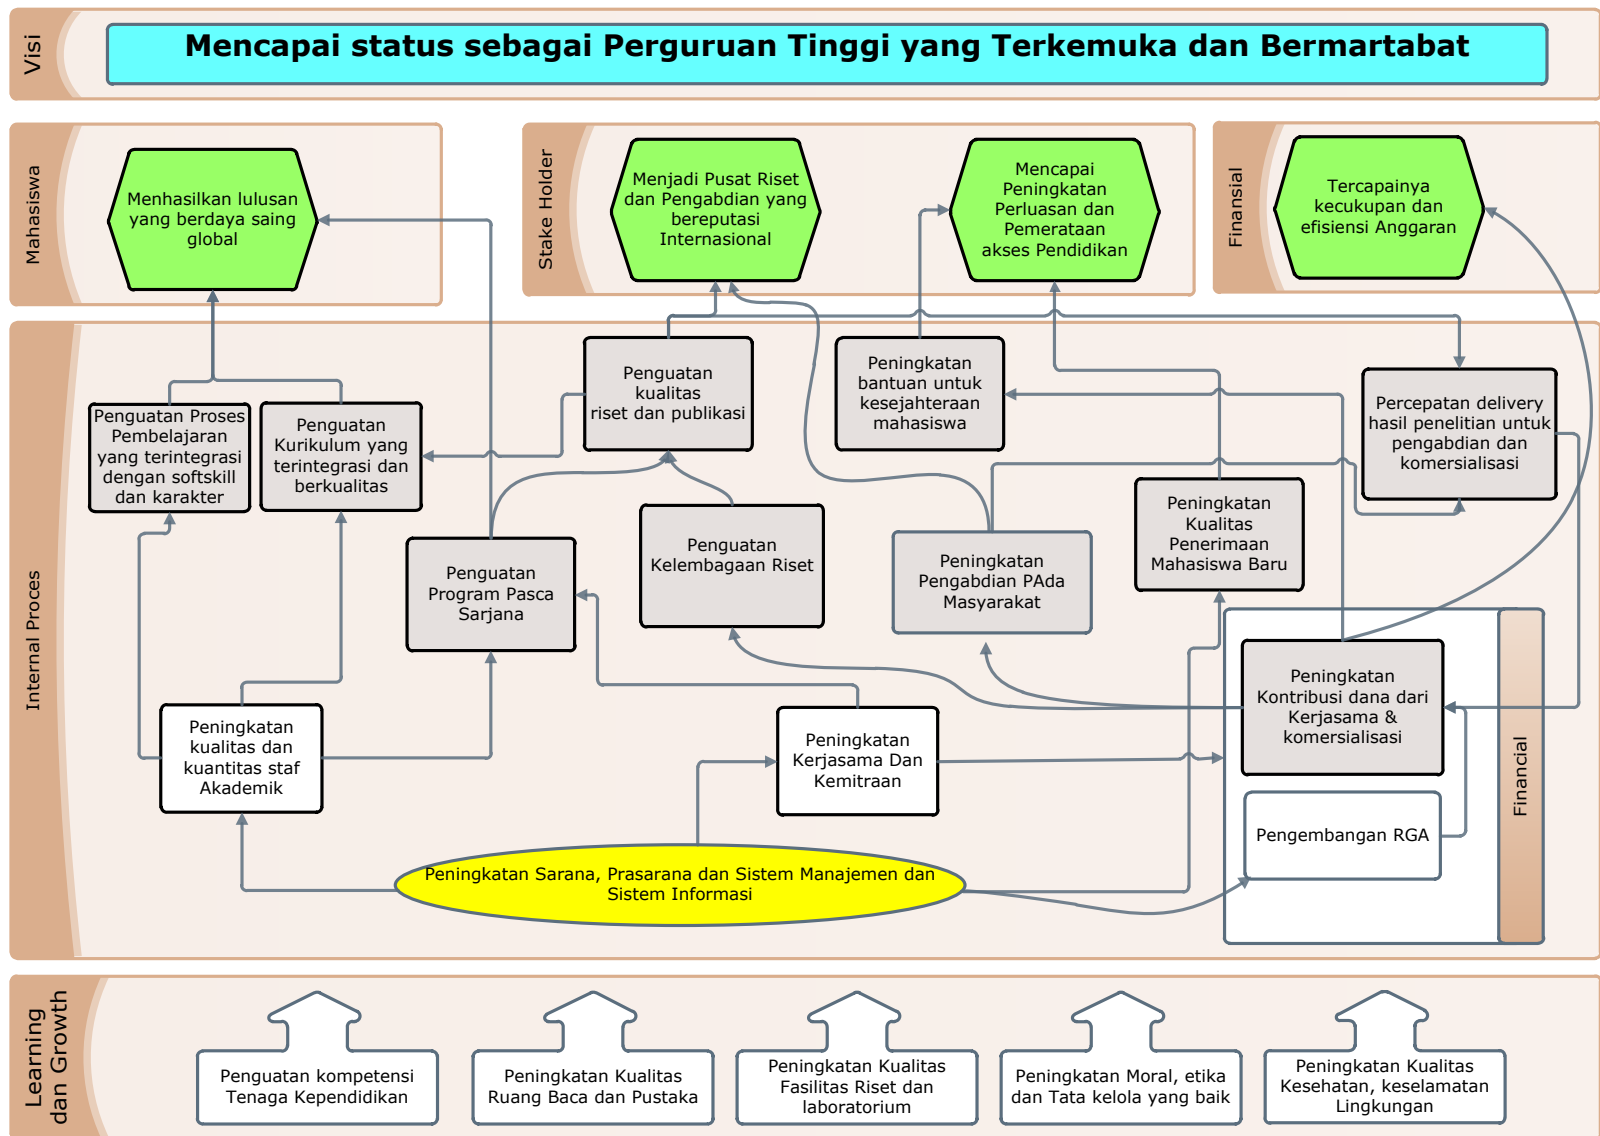 Visi
Mencapai status sebagai Perguruan Tinggi yang Terkemuka dan Bermartabat
Mahasiswa
Menhasilkan lulusan
yang berdaya saing
global
Stake Holder
Menjadi Pusat Riset
dan Pengabdian yang
bereputasi
Internasional
Mencapai
Peningkatan
Perluasan dan
Pemerataan
akses Pendidikan
Finansial
Tercapainya
kecukupan dan
efisiensi Anggaran
Internal Proces
Penguatan Proses
Pembelajaran
yang terintegrasi
dengan softskill
dan karakter
Penguatan
Kurikulum yang
terintegrasi dan
berkualitas
Penguatan
kualitas
riset dan publikasi
Peningkatan
bantuan untuk
kesejahteraan
mahasiswa
Percepatan delivery
hasil penelitian untuk
pengabdian dan
komersialisasi
Penguatan
Program Pasca
Sarjana
Penguatan
Kelembagaan Riset
Peningkatan
Pengabdian PAda
Masyarakat
Peningkatan
Kualitas
Penerimaan
Mahasiswa Baru
Peningkatan
kualitas dan
kuantitas staf
Akademik
Peningkatan
Kerjasama Dan
Kemitraan
Peningkatan
Kontribusi dana dari
Kerjasama &
komersialisasi
Financial
Pengembangan RGA
Peningkatan Sarana, Prasarana dan Sistem Manajemen dan
Sistem Informasi
Learning
dan Growth
Penguatan kompetensi
Tenaga Kependidikan
Peningkatan Kualitas
Ruang Baca dan Pustaka
Peningkatan Kualitas
Fasilitas Riset dan
laboratorium
Peningkatan Moral, etika
dan Tata kelola yang baik
Peningkatan Kualitas
Kesehatan, keselamatan
Lingkungan